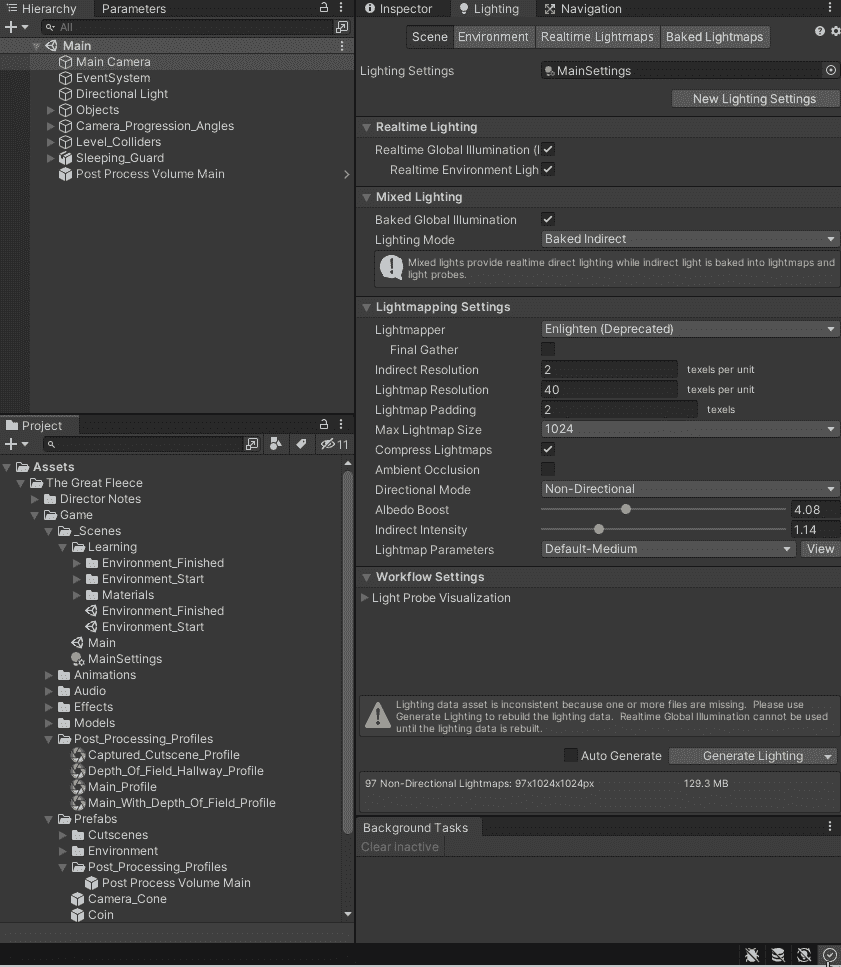 Hierarchy
Parameters
All
Main
Main Camera
EventSystem
Directional Light
Objects
Camera_Progression_Angles
Level_Colliders
Sleeping_Guard
Post Process Volume Main
Project
11
Assets
The Great Fleece
Director Notes
Game
_Scenes
Learning
Environment_Finished
Environment_Start
Materials
Environment_Finished
Environment_Start
Main
MainSettings
Animations
Audio
Effects
Models
Post_Processing_Profiles
Captured_Cutscene_Profile
Depth_Of_Field_Hallway_Profile
Main_Profile
Main_With_Depth_Of_Field_Profile
Prefabs
Cutscenes
Environment
Post_Processing_Profiles
Post Process Volume Main
Camera_Cone
Coin
Inspector
Lighting
Navigation
Scene
Environment
Realtime Lightmaps
Baked Lightmaps
Lighting Settings
MainSettings
New Lighting Settings
Realtime Lighting
Realtime Global Illumination (
Realtime Environment Ligh
Mixed Lighting
Baked Global Illumination
Lighting Mode
Baked Indirect
Mixed lights provide realtime direct lighting while indirect light is baked into lightmaps and
light probes.
Lightmapping Settings
Lightmapper
Enlighten (Deprecated)
Final Gather
Indirect Resolution
2
texels per unit
Lightmap Resolution
40
texels per unit
Lightmap Padding
2
texels
Max Lightmap Size
1024
Compress Lightmaps
Ambient Occlusion
Directional Mode
Non-Directional
Albedo Boost
4.08
Indirect Intensity
1.14
Lightmap Parameters
Default-Medium
View
Workflow Settings
Light Probe Visualization
Lighting data asset is inconsistent because one or more files are missing. Please use
Generate Lighting to rebuild the lighting data. Realtime Global Illumination cannot be used
until the lighting data is rebuilt.
Auto Generate
Generate Lighting
97 Non-Directional Lightmaps: 97x1024x1024px
129.3 MB
Background Tasks
Clear inactive